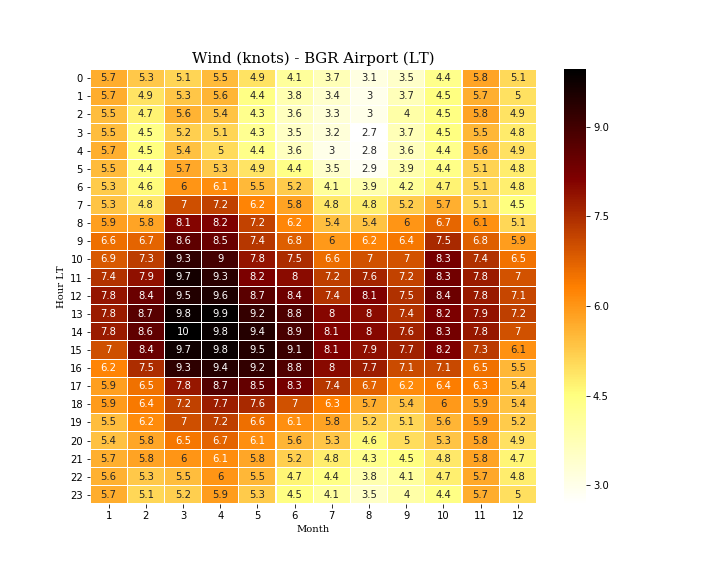 Wind (knots) - BGR Airport (LT)
0 5.7 5.3 5.1 5.5 4.9 4.1 3.7 3.1 3.5 4.4 5.8 5.1
1 5.7 4.9 5.3 5.6 4.4 3.8 3.4 3 3.7 4.5 5.7 5
2 5.5 4.7 5.6 5.4 4.3 3.6 3.3 3 4 4.5 5.8 4.9
3 5.5 4.5 5.2 5.1 4.3 3.5 3.2 2.7 3.7 4.5 5.5 4.8
4 5.7 4.5 5.4 5 4.4 3.6 3 2.8 3.6 4.4 5.6 4.9
5 5.5 4.4 5.7 5.3 4.9 4.4 3.5 2.9 3.9 4.4 5.1 4.8
6 5.3 4.6 6 6.1 5.5 5.2 4.1 3.9 4.2 4.7 5.1 4.8
7 5.3 4.8 7 7.2 6.2 5.8 4.8 4.8 5.2 5.7 5.1 4.5
8 5.9 5.8 8.1 8.2 7.2 6.2 5.4 5.4 6 6.7 6.1 5.1
9 6.6 6.7 8.6 8.5 7.4 6.8 6 6.2 6.4 7.5 6.8 5.9
10 6.9 7.3 9.3 9 7.8 7.5 6.6 7 7 8.3 7.4 6.5
11 7.4 7.9 9.7 9.3 8.2 8 7.2 7.6 7.2 8.3 7.8 7
12 7.8 8.4 9.5 9.6 8.7 8.4 7.4 8.1 7.5 8.4 7.8 7.1
13 7.8 8.7 9.8 9.9 9.2 8.7 8 8 7.4 8.2 7.9 7.2
14 7.8 8.6 10 9.8 9.4 8.9 8.1 8 7.6 8.3 7.8 7
15 7 8.4 9.7 9.8 9.5 9.1 8.1 7.9 7.7 8.2 7.3 6.1
16 6.2 7.5 9.3 9.4 9.2 8.8 8 7.7 7.1 7.1 6.5 5.5
17 5.9 6.5 7.8 8.7 8.5 8.3 7.4 6.7 6.2 6.4 6.3 5.4
18 5.9 6.4 7.2 7.7 7.6 7 6.3 5.7 5.4 6 5.9 5.4
19 5.5 6.2 7 7.2 6.6 6.1 5.8 5.2 5.1 5.6 5.9 5.2
20 5.4 5.8 6.5 6.7 6.1 5.6 5.3 4.6 5 5.3 5.8 4.9
21 5.7 5.8 6 6.1 5.8 5.2 4.8 4.3 4.5 4.8 5.8 4.7
22 5.6 5.3 5.5 6 5.5 4.7 4.4 3.8 4.1 4.7 5.7 4.8
23 5.7 5.1 5.2 5.9 5.3 4.5 4.1 3.5 4 4.4 5.7 5
1 2 3 4 5 6 7 8 9 10 11 12
Month
Hour LT
9.0
7.5
6.0
4.5
3.0